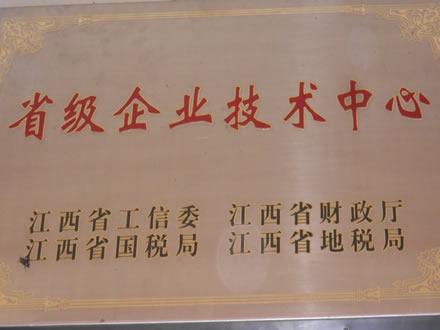 省级企业技术中心
江西省工信委 江西省财政厅
江西省国税局 江西省地税局